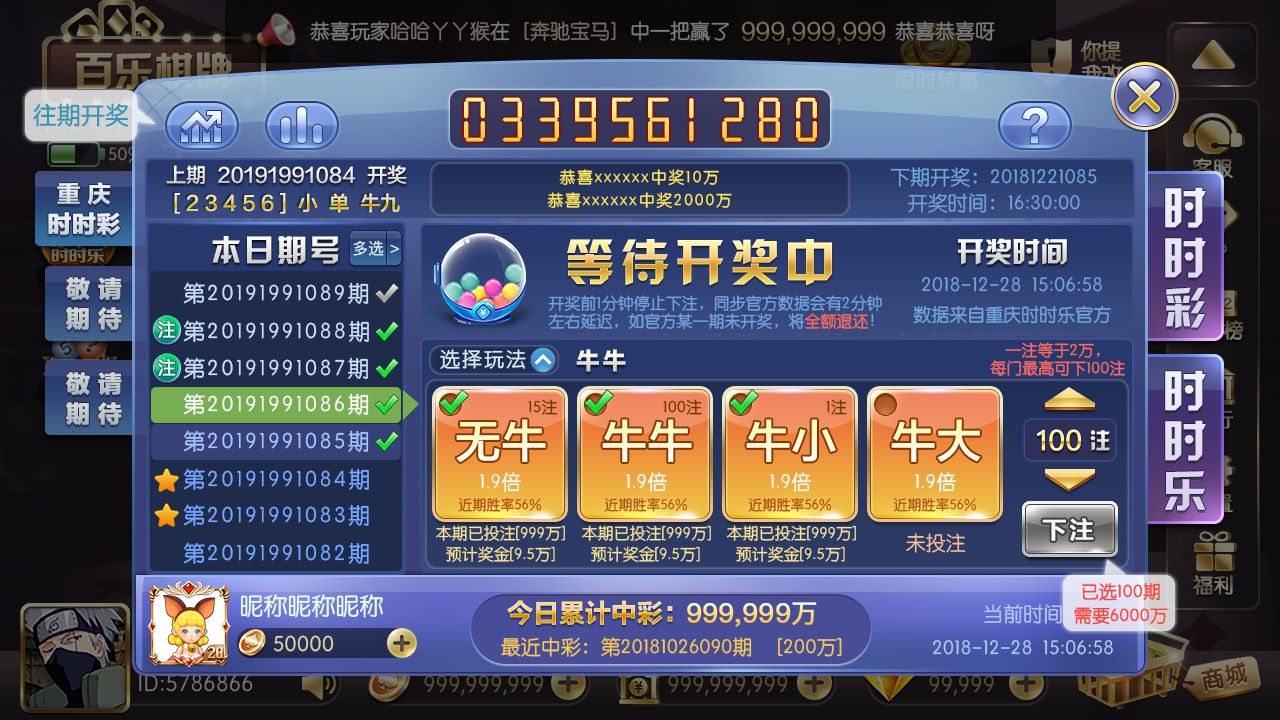 恭喜玩家哈哈丫丫猴在 [奔驰宝马] 中一把赢了 999,999,999 恭喜恭喜呀
百乐棋牌
限时特惠
你提
我改
往期开奖
0339561280
?
50%
客服
上期 20191991084 开奖
[23456] 小 单 牛九
恭喜xxxxxx中奖10万
恭喜xxxxxx中奖2000万
下期开奖：20181221085
开奖时间：16:30:00
重庆
时时彩
时时乐
敬请
期待
敬请
期待
本日期号
多选 >
第20191991089期
注 第20191991088期
注 第20191991087期
第20191991086期
第20191991085期
第20191991084期
第20191991083期
第20191991082期
等待开奖中
开奖前1分钟停止下注，同步官方数据会有2分钟
左右延迟，如官方某一期未开奖，将全额退还！
开奖时间
2018-12-28 15:06:58
数据来自重庆时时乐官方
选择玩法
牛牛
一注等于2万，
每门最高可下100注
15注
无牛
1.9倍
近期胜率56%
本期已投注[999万]
预计奖金[9.5万]
100注
牛牛
1.9倍
近期胜率56%
本期已投注[999万]
预计奖金[9.5万]
1注
牛小
1.9倍
近期胜率56%
本期已投注[999万]
预计奖金[9.5万]
牛大
1.9倍
近期胜率56%
未投注
100 注
下注
时时彩
时时乐
榜
福利
已选100期
需要6000万
20
昵称昵称昵称
50000
今日累计中彩：999,999万
最近中彩：第20181026090期 [200万]
当前时间
2018-12-28 15:06:58
ID:5786866
999,999,999
999,999,999
99,999
商城